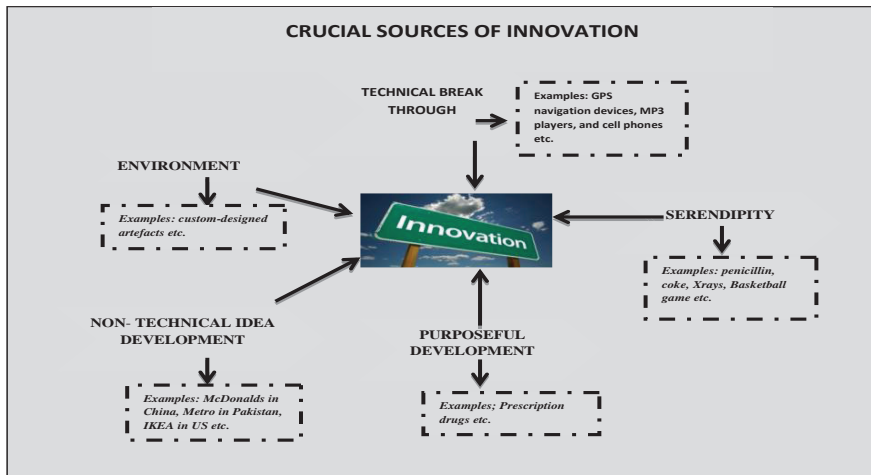 CRUCIAL SOURCES OF INNOVATION
TECHNICAL BREAK
THROUGH
Examples: GPS
navigation devices, MP3
players, and cell phones
etc.
ENVIRONMENT
Examples: custom-designed
artefacts etc.
Innovation
SERENDIPITY
Examples: penicillin,
coke, Xrays, Basketball
game etc.
NON- TECHNICAL IDEA
DEVELOPMENT
Examples: McDonalds in
China, Metro in Pakistan,
IKEA in US etc.
PURPOSEFUL
DEVELOPMENT
Examples; Prescription
drugs etc.